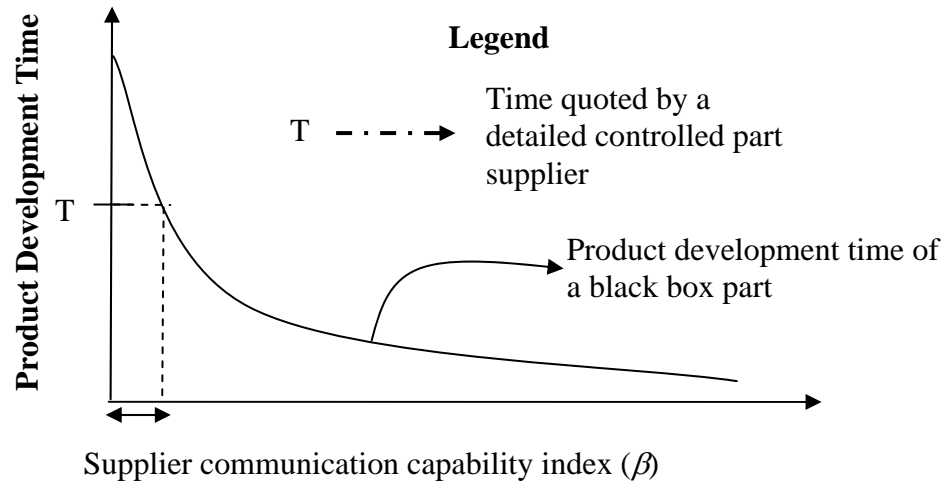 Product Development Time
Legend
T
Time quoted by a
detailed controlled part
supplier
T
Product development time of
a black box part
Supplier communication capability index (β)